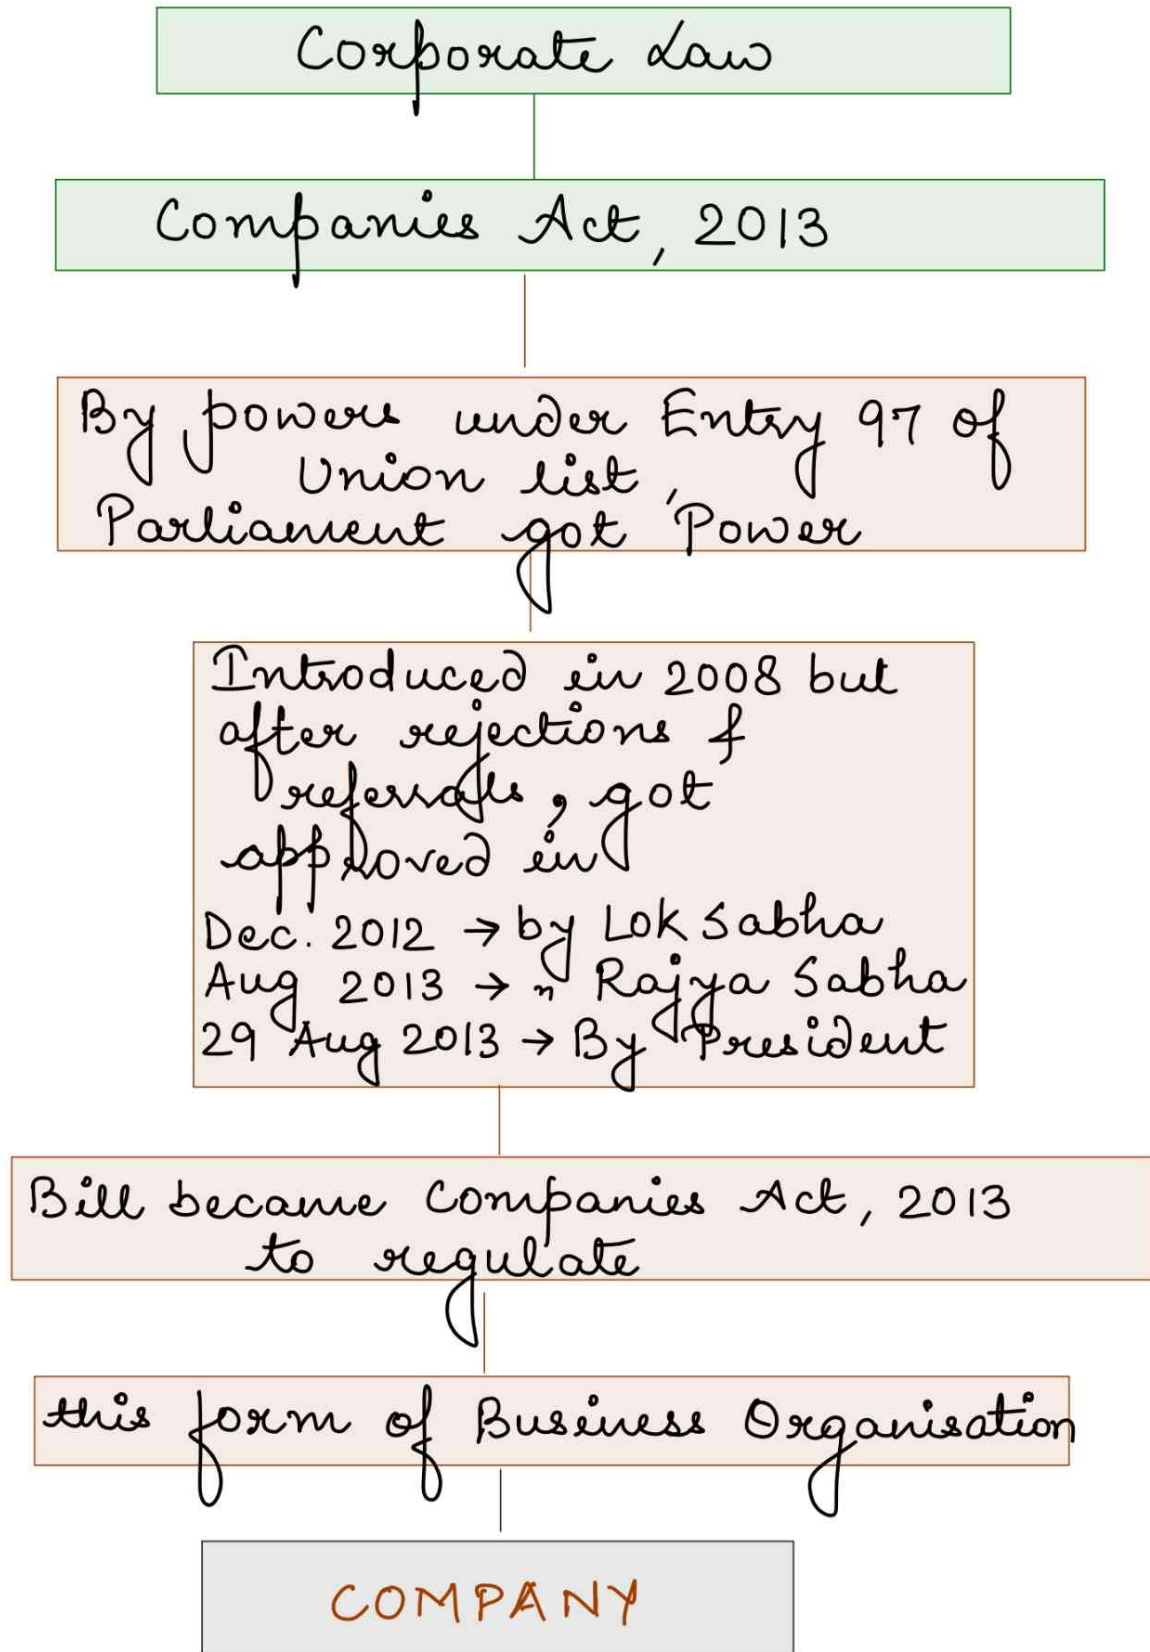 Corporate Law
Companies Act, 2013
By powers under Entry 97 of
Union list,
Parliament got Power
Introduced in 2008 but
after rejections &
referrals, got
approved in
Dec. 2012 → by Lok Sabha
Aug 2013 → " Rajya Sabha
29 Aug 2013 → By President
Bill became Companies Act, 2013
to regulate
this form of Business Organisation
COMPANY